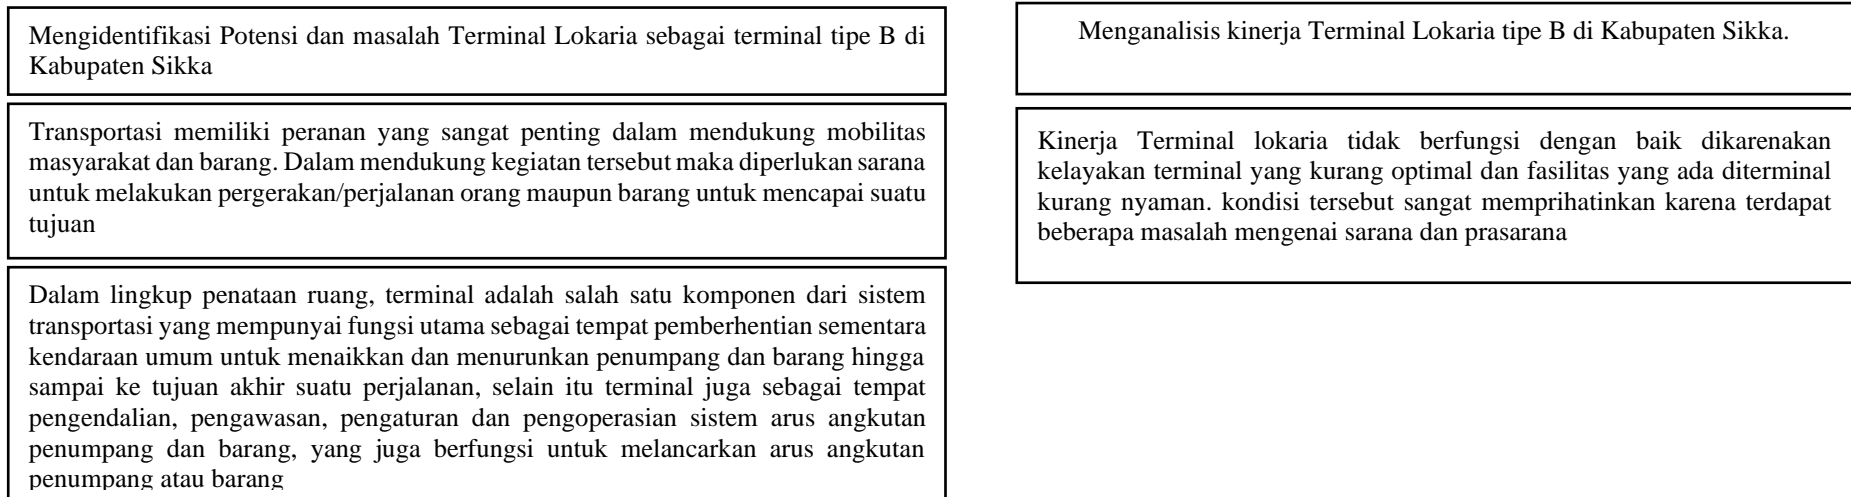 Mengidentifikasi Potensi dan masalah Terminal Lokaria sebagai terminal tipe B di
Kabupaten Sikka
Transportasi memiliki peranan yang sangat penting dalam mendukung mobilitas
masyarakat dan barang. Dalam mendukung kegiatan tersebut maka diperlukan sarana
untuk melakukan pergerakan/perjalanan orang maupun barang untuk mencapai suatu
tujuan
Dalam lingkup penataan ruang, terminal adalah salah satu komponen dari sistem
transportasi yang mempunyai fungsi utama sebagai tempat pemberhentian sementara
kendaraan umum untuk menaikkan dan menurunkan penumpang dan barang hingga
sampai ke tujuan akhir suatu perjalanan, selain itu terminal juga sebagai tempat
pengendalian, pengawasan, pengaturan dan pengoperasian sistem arus angkutan
penumpang dan barang, yang juga berfungsi untuk melancarkan arus angkutan
penumpang atau barang
Menganalisis kinerja Terminal Lokaria tipe B di Kabupaten Sikka.
Kinerja Terminal lokaria tidak berfungsi dengan baik dikarenakan
kelayakan terminal yang kurang optimal dan fasilitas yang ada diterminal
kurang nyaman. kondisi tersebut sangat memprihatinkan karena terdapat
beberapa masalah mengenai sarana dan prasarana